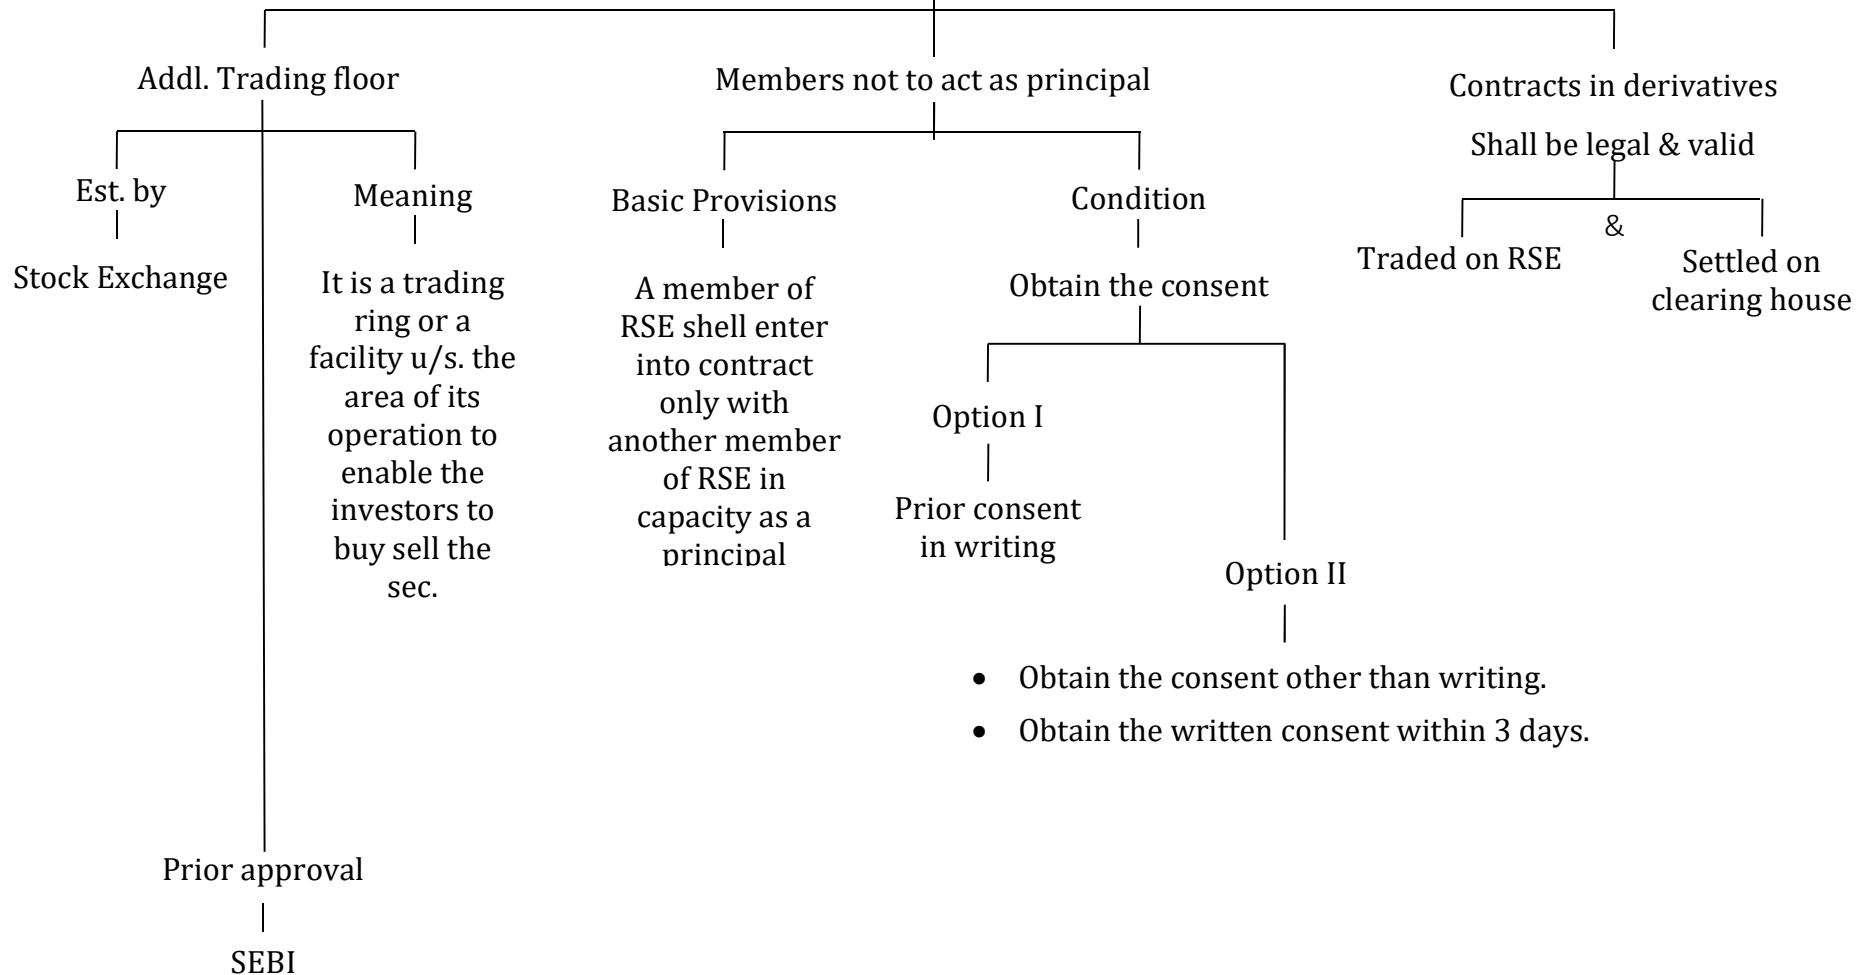 Addl. Trading floor
Est. by
Stock Exchange
Meaning
It is a trading
ring or a
facility u/s. the
area of its
operation to
enable the
investors to
buy sell the
sec.
Prior approval
SEBI
Members not to act as principal
Basic Provisions
A member of
RSE shell enter
into contract
only with
another member
of RSE in
capacity as a
principal
Condition
Obtain the consent
Option I
Prior consent
in writing
Option II
• Obtain the consent other than writing.
• Obtain the written consent within 3 days.
Contracts in derivatives
Shall be legal & valid
Traded on RSE
&
Settled on
clearing house